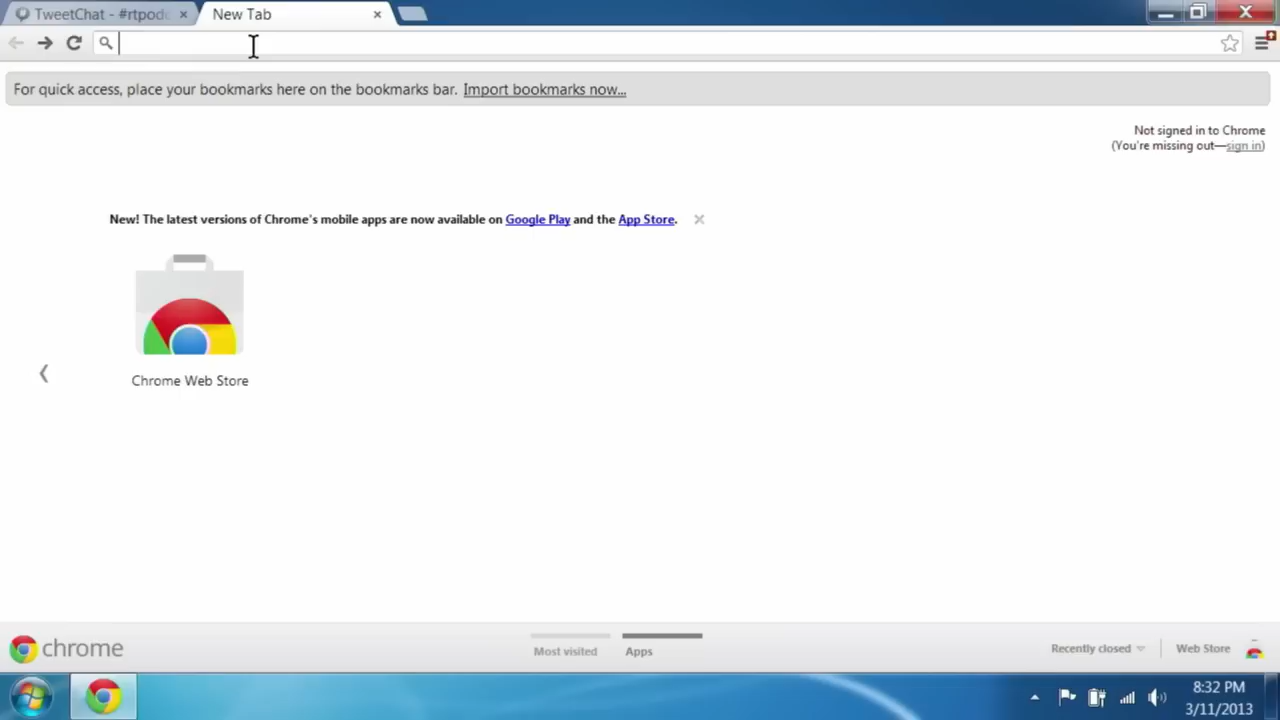 TweetChat - #rtpod
New Tab
For quick access, place your bookmarks here on the bookmarks bar. Import bookmarks now...
Not signed in to Chrome
(You're missing out—sign in)
New! The latest versions of Chrome's mobile apps are now available on Google Play and the App Store.
Chrome Web Store
chrome
Most visited
Apps
Recently closed
Web Store
8:32 PM
3/11/2013